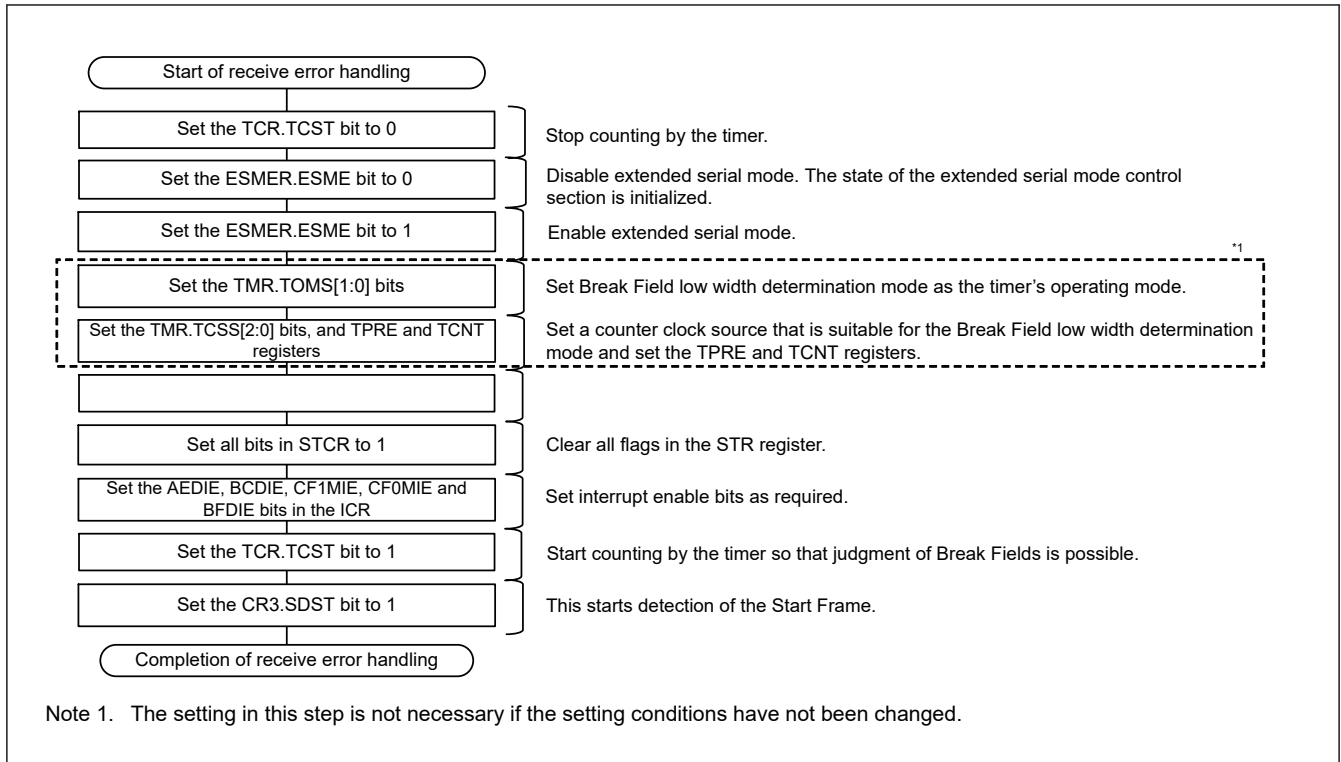 Start of receive error handling
Set the TCR.TCST bit to 0
Stop counting by the timer.
Set the ESMER.ESME bit to 0
Disable extended serial mode. The state of the extended serial mode control
section is initialized.
Set the ESMER.ESME bit to 1
Enable extended serial mode.
*1
Set the TMR.TOMS[1:0] bits
Set Break Field low width determination mode as the timer’s operating mode.
Set the TMR.TCSS[2:0] bits, and TPRE and TCNT
registers
Set a counter clock source that is suitable for the Break Field low width determination
mode and set the TPRE and TCNT registers.
Set all bits in STCR to 1
Clear all flags in the STR register.
Set the AEDIE, BCDIE, CF1MIE, CF0MIE and
BFDIE bits in the ICR
Set interrupt enable bits as required.
Set the TCR.TCST bit to 1
Start counting by the timer so that judgment of Break Fields is possible.
Set the CR3.SDST bit to 1
This starts detection of the Start Frame.
Completion of receive error handling
Note 1. The setting in this step is not necessary if the setting conditions have not been changed.